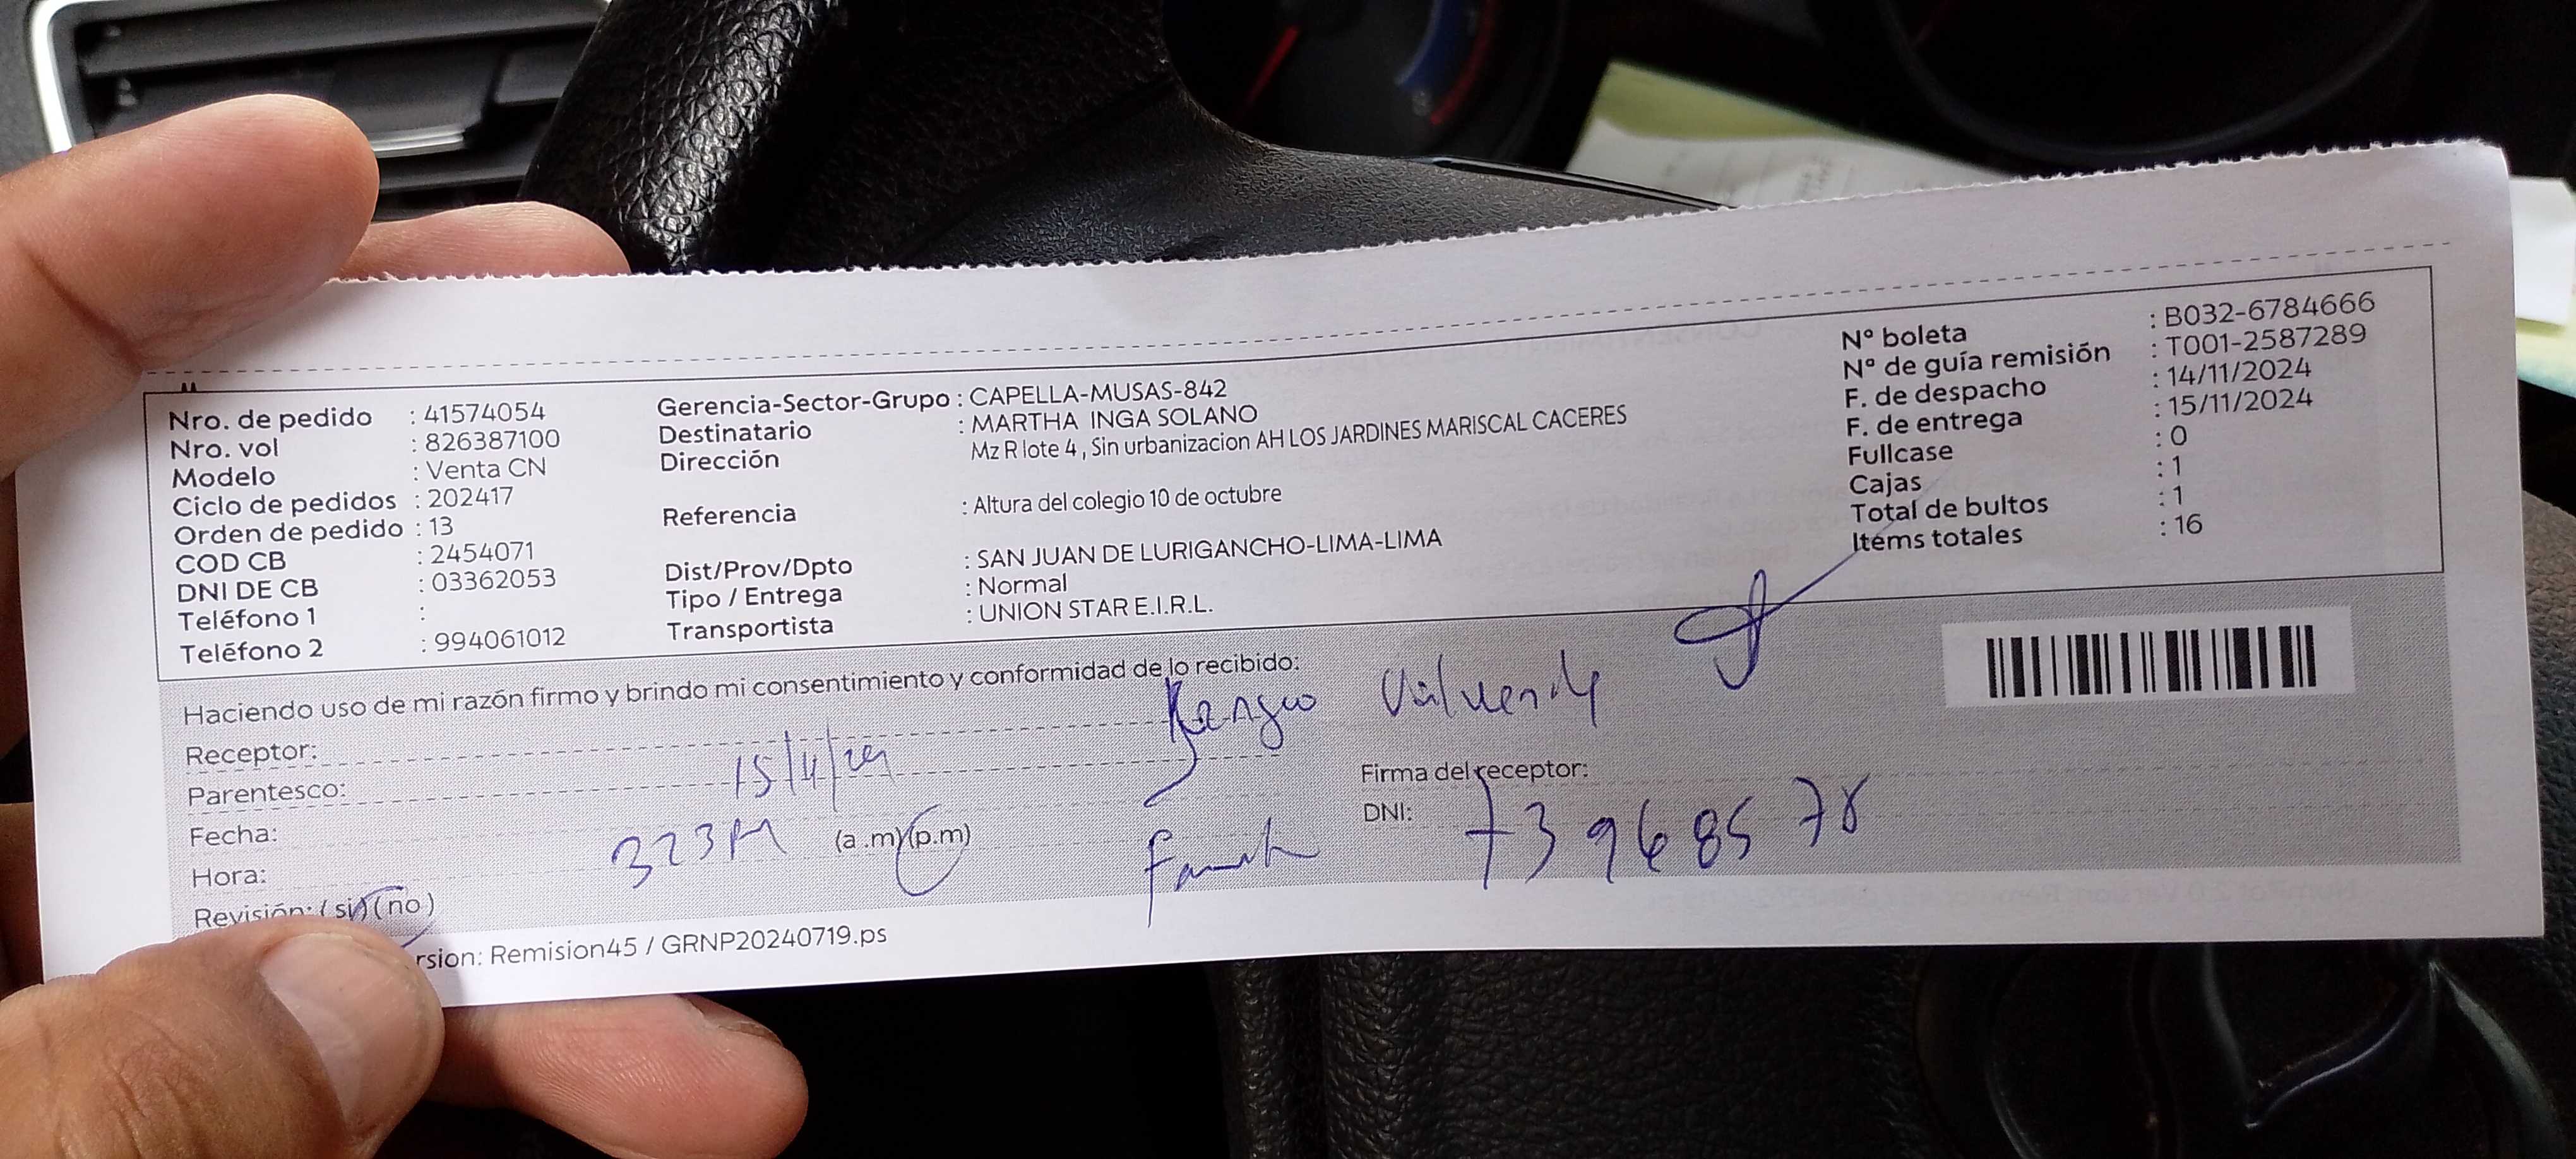 Nro. de pedido : 41574054
Nro. vol : 826387100
Modelo : Venta CN
Ciclo de pedidos : 202417
Orden de pedido : 13
COD CB : 2454071
DNI DE CB : 03362053
Teléfono 1 :
Teléfono 2 : 994061012
Gerencia-Sector-Grupo : CAPELLA-MUSAS-842
Destinatario : MARTHA INGA SOLANO
Dirección Mz R lote 4 , Sin urbanizacion AH LOS JARDINES MARISCAL CACERES
Referencia : Altura del colegio 10 de octubre
Dist/Prov/Dpto : SAN JUAN DE LURIGANCHO-LIMA-LIMA
Tipo / Entrega : Normal
Transportista : UNION STAR E.I.R.L.
Nº boleta : B032-6784666
Nº de guía remisión : T001-2587289
F. de despacho : 14/11/2024
F. de entrega : 15/11/2024
Fullcase : 0
Cajas : 1
Total de bultos : 1
Items totales : 16
Haciendo uso de mi razón firmo y brindo mi consentimiento y conformidad de lo recibido:
Receptor:
Parentesco:
Fecha: 15/11/24
Hora: 323 PM (a .m)(p.m)
Revisión: ( si)(no)
Firma del receptor:
DNI: 73968578
rsion: Remision45 / GRNP20240719.ps